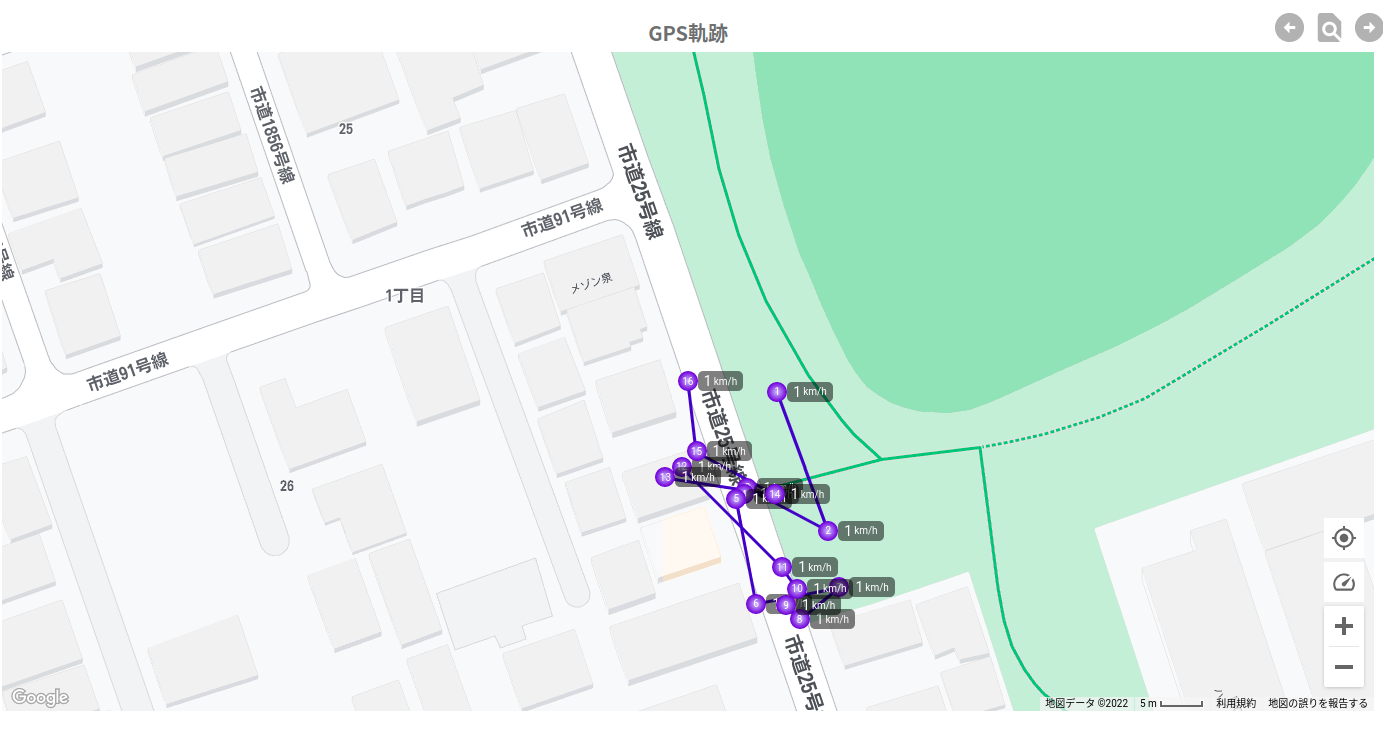 GPS軌跡
市道1856号線
25
市道25号線
市道91号線
メゾン泉
1丁目
市道91号線
号線
16
1 km/h
1
1 km/h
市道25号線
15
1 km/h
12
1 km/h
13
1 km/h
26
14
1 km/h
5
1 km/h
2
1 km/h
11
1 km/h
10
1 km/h
1 km/h
6
9
1 km/h
8
1 km/h
市道25号
Google
地図データ ©2022
5 m
利用規約
地図の誤りを報告する